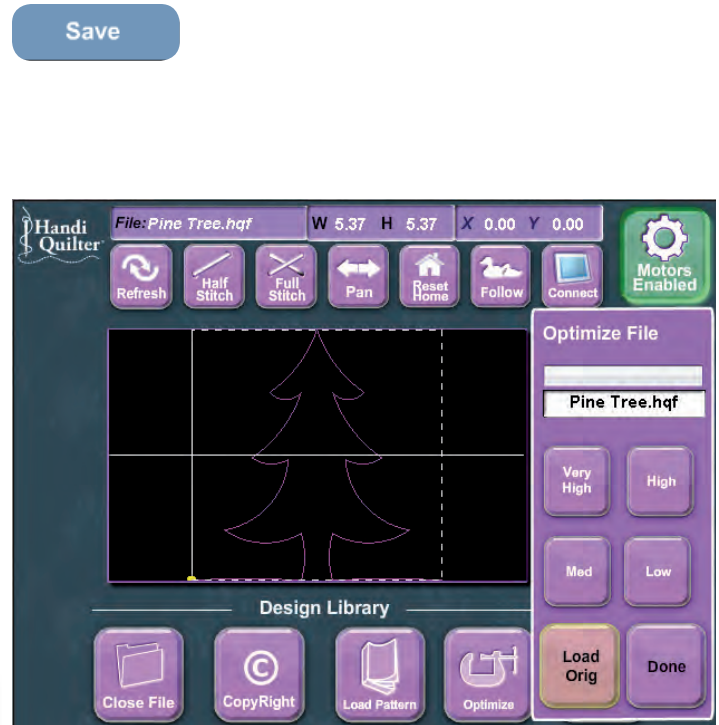 Save
Handi
Quilter
File: Pine Tree.hqf W 5.37 H 5.37 X 0.00 Y 0.00
Refresh
Half
Stitch
Full
Stitch
Pan
Reset
Home
Follow
Connect
Motors
Enabled
Optimize File
Pine Tree.hqf
Very
High
High
Med
Low
Load
Orig
Done
Design Library
Close File
©
CopyRight
Load Pattern
Optimize